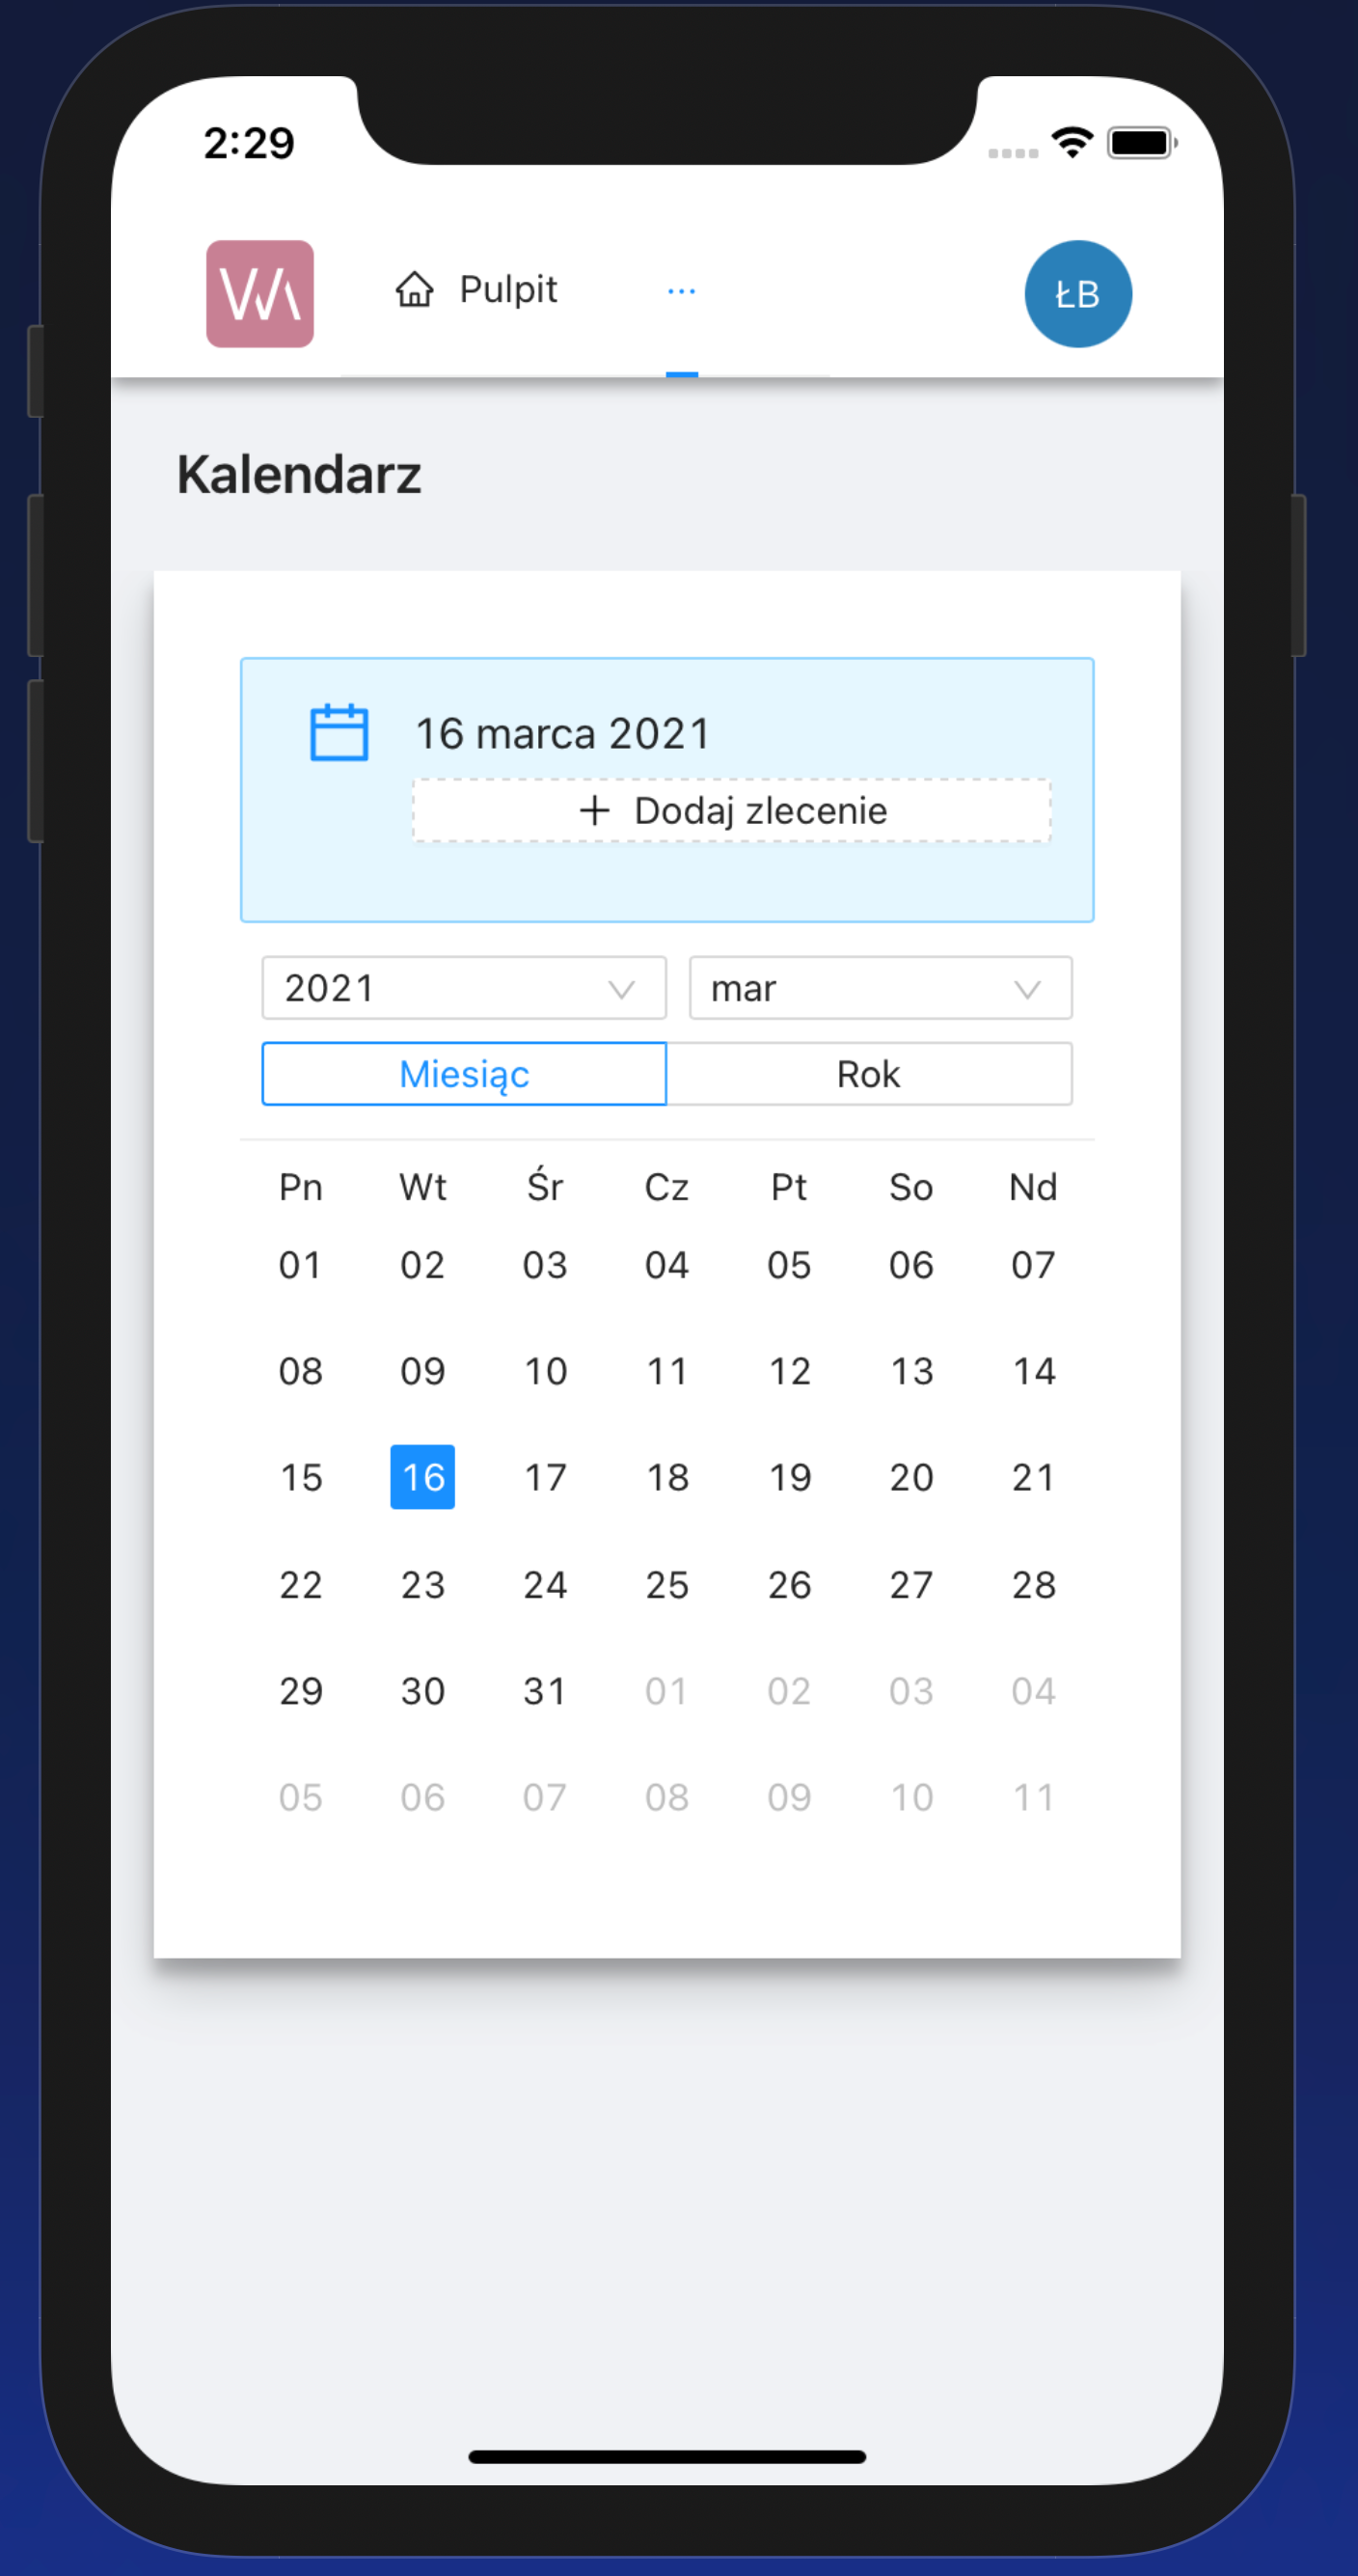 2:29
WA
Pulpit
...
ŁB
Kalendarz
16 marca 2021
+ Dodaj zlecenie
2021 mar
Miesiąc Rok
Pn Wt Śr Cz Pt So Nd
01 02 03 04 05 06 07
08 09 10 11 12 13 14
15 16 17 18 19 20 21
22 23 24 25 26 27 28
29 30 31 01 02 03 04
05 06 07 08 09 10 11